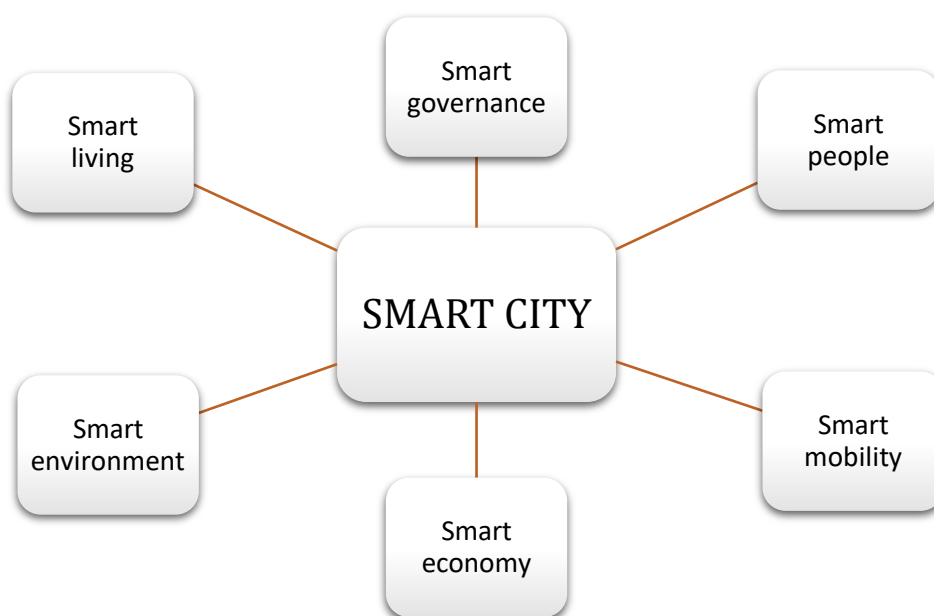 Smart
governance
Smart
living
Smart
people
SMART CITY
Smart
environment
Smart
mobility
Smart
economy